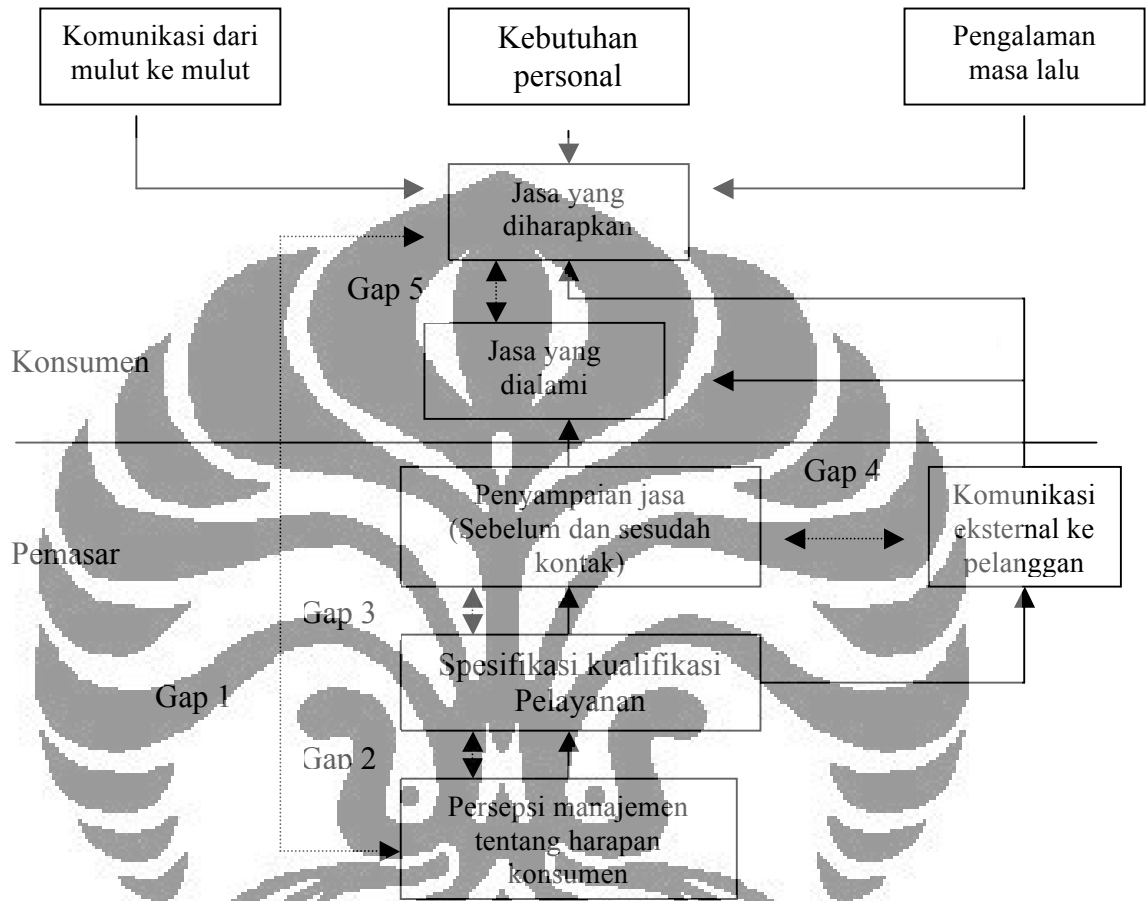 Komunikasi dari
mulut ke mulut
Kebutuhan
personal
Pengalaman
masa lalu
Jasa yang
diharapkan
Gap 5
Jasa yang
dialami
Konsumen
Gap 4
Penyampaian jasa
(Sebelum dan sesudah
kontak)
Komunikasi
eksternal ke
pelanggan
Pemasar
Gap 3
Spesifikasi kualifikasi
Pelayanan
Gap 1
Gap 2
Persepsi manajemen
tentang harapan
konsumen